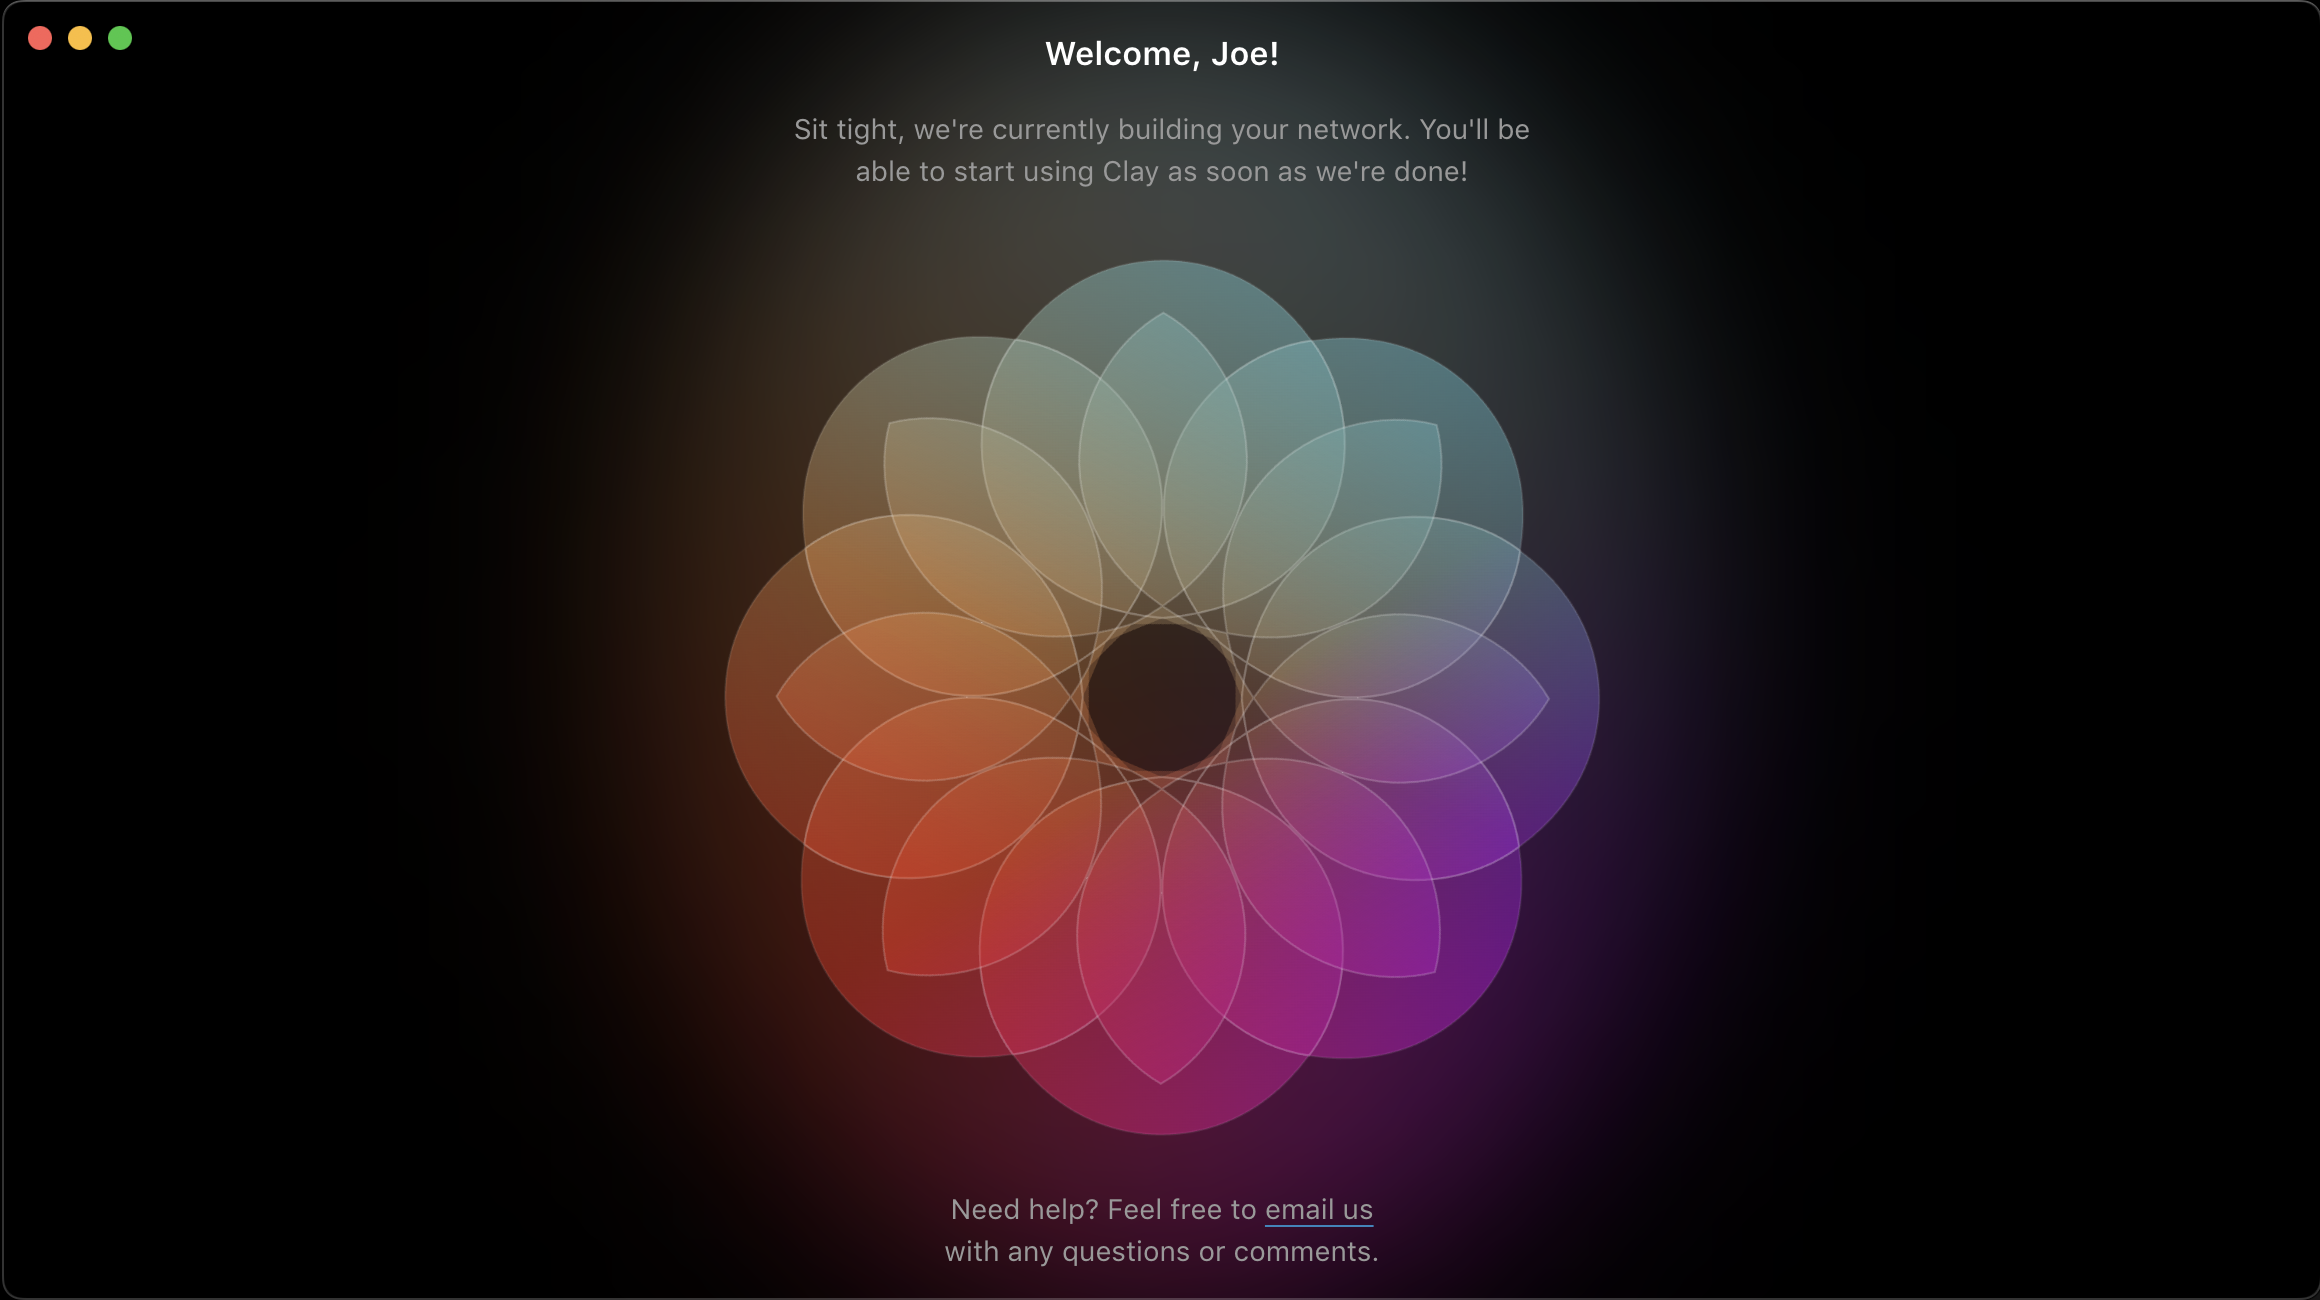 Welcome, Joe!
Sit tight, we're currently building your network. You'll be
able to start using Clay as soon as we're done!
Need help? Feel free to email us
with any questions or comments.